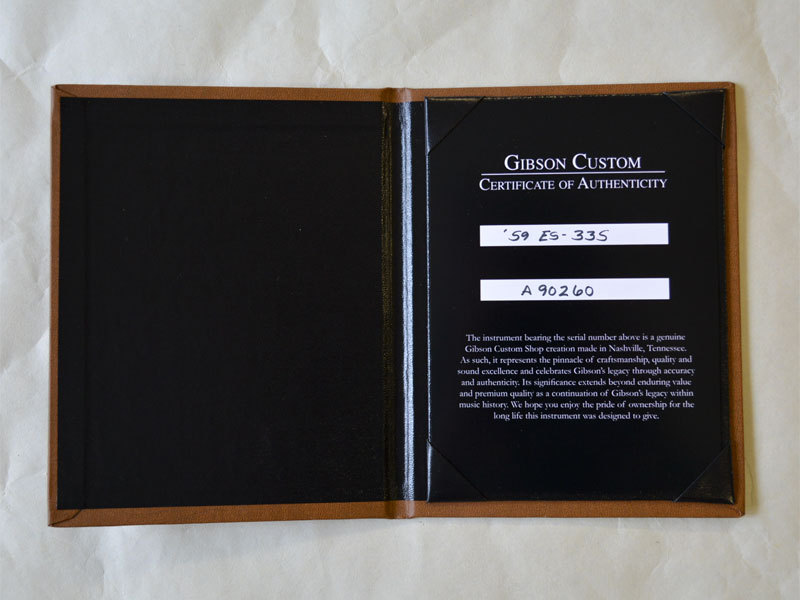 GIBSON CUSTOM
CERTIFICATE OF AUTHENTICITY
'59 ES-335
A 90260
The instrument bearing the serial number above is a genuine
Gibson Custom Shop creation made in Nashville, Tennessee.
As such, it represents the pinnacle of craftsmanship, quality and
sound excellence and celebrates Gibson's legacy through accuracy
and authenticity. Its significance extends beyond enduring value
and premium quality as a continuation of Gibson's legacy within
music history. We hope you enjoy the pride of ownership for the
long life this instrument was designed to give.